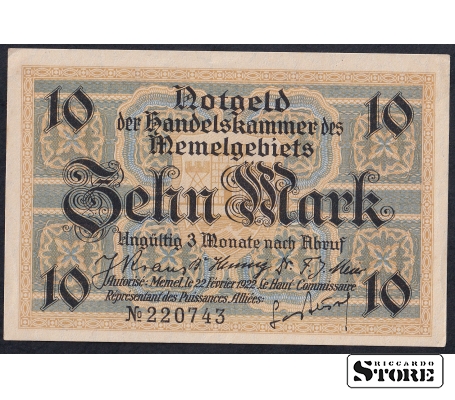 10 10
Notgeld
der Handelskammer des
Memelgebiets
Zehn Mark
Ungültig 3 Monate nach Abruf
Autorisé: Memel, le 22 Février 1922. Le Haut-Commissaire
Représentant des Puissances Alliées:
10 10
№ 220743
RICCARDO
STORE